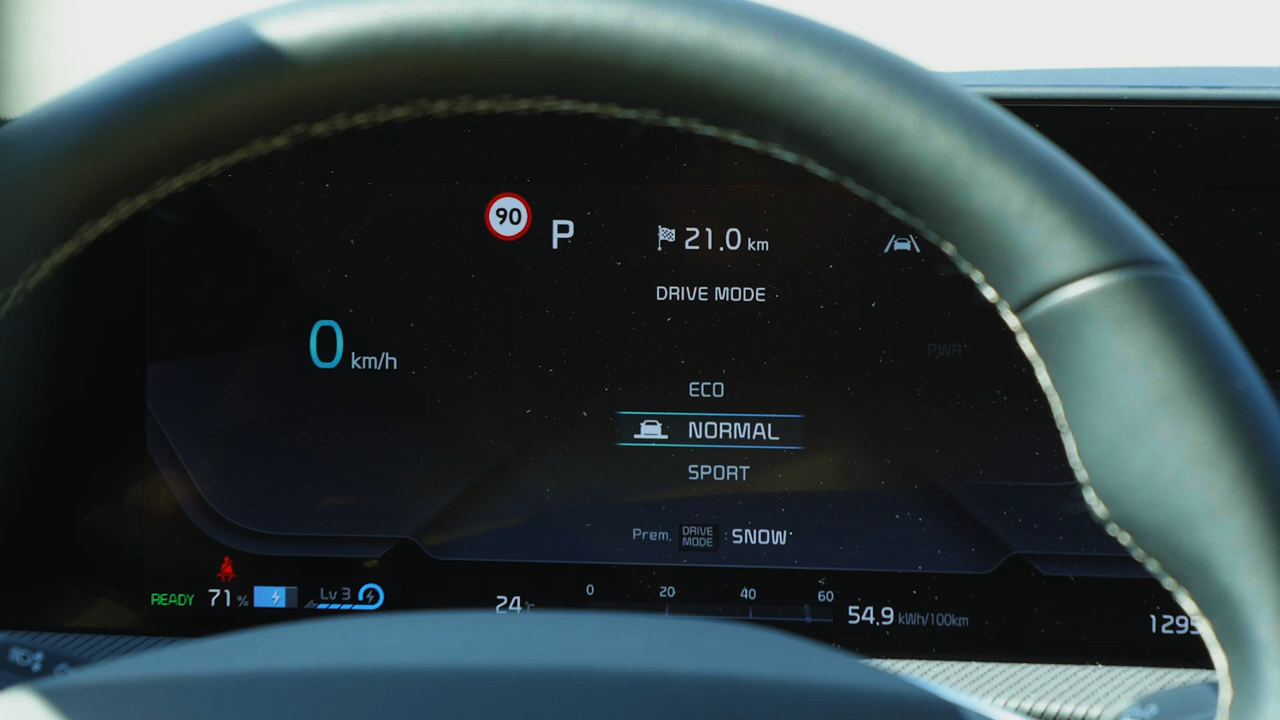 90
P
21.0 km
DRIVE MODE
0 km/h
PWR
ECO
NORMAL
SPORT
Prem. DRIVE MODE : SNOW
READY 71 % Lv 3
24 °C
0 20 40 60
54.9 kWh/100km
1295